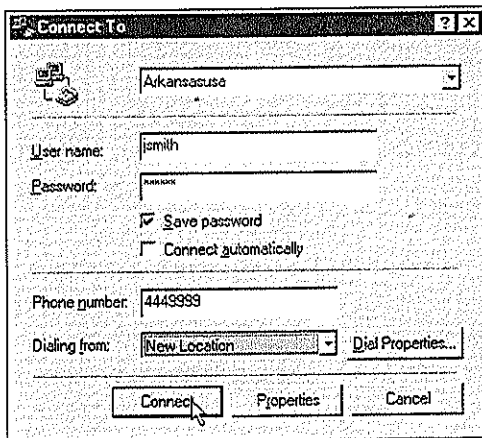 Connect To
Arkansasusa
User name: jsmith
Password: ******
Save password
Connect automatically
Phone number: 4449999
Dialing from: New Location Dial Properties...
Connect Properties Cancel